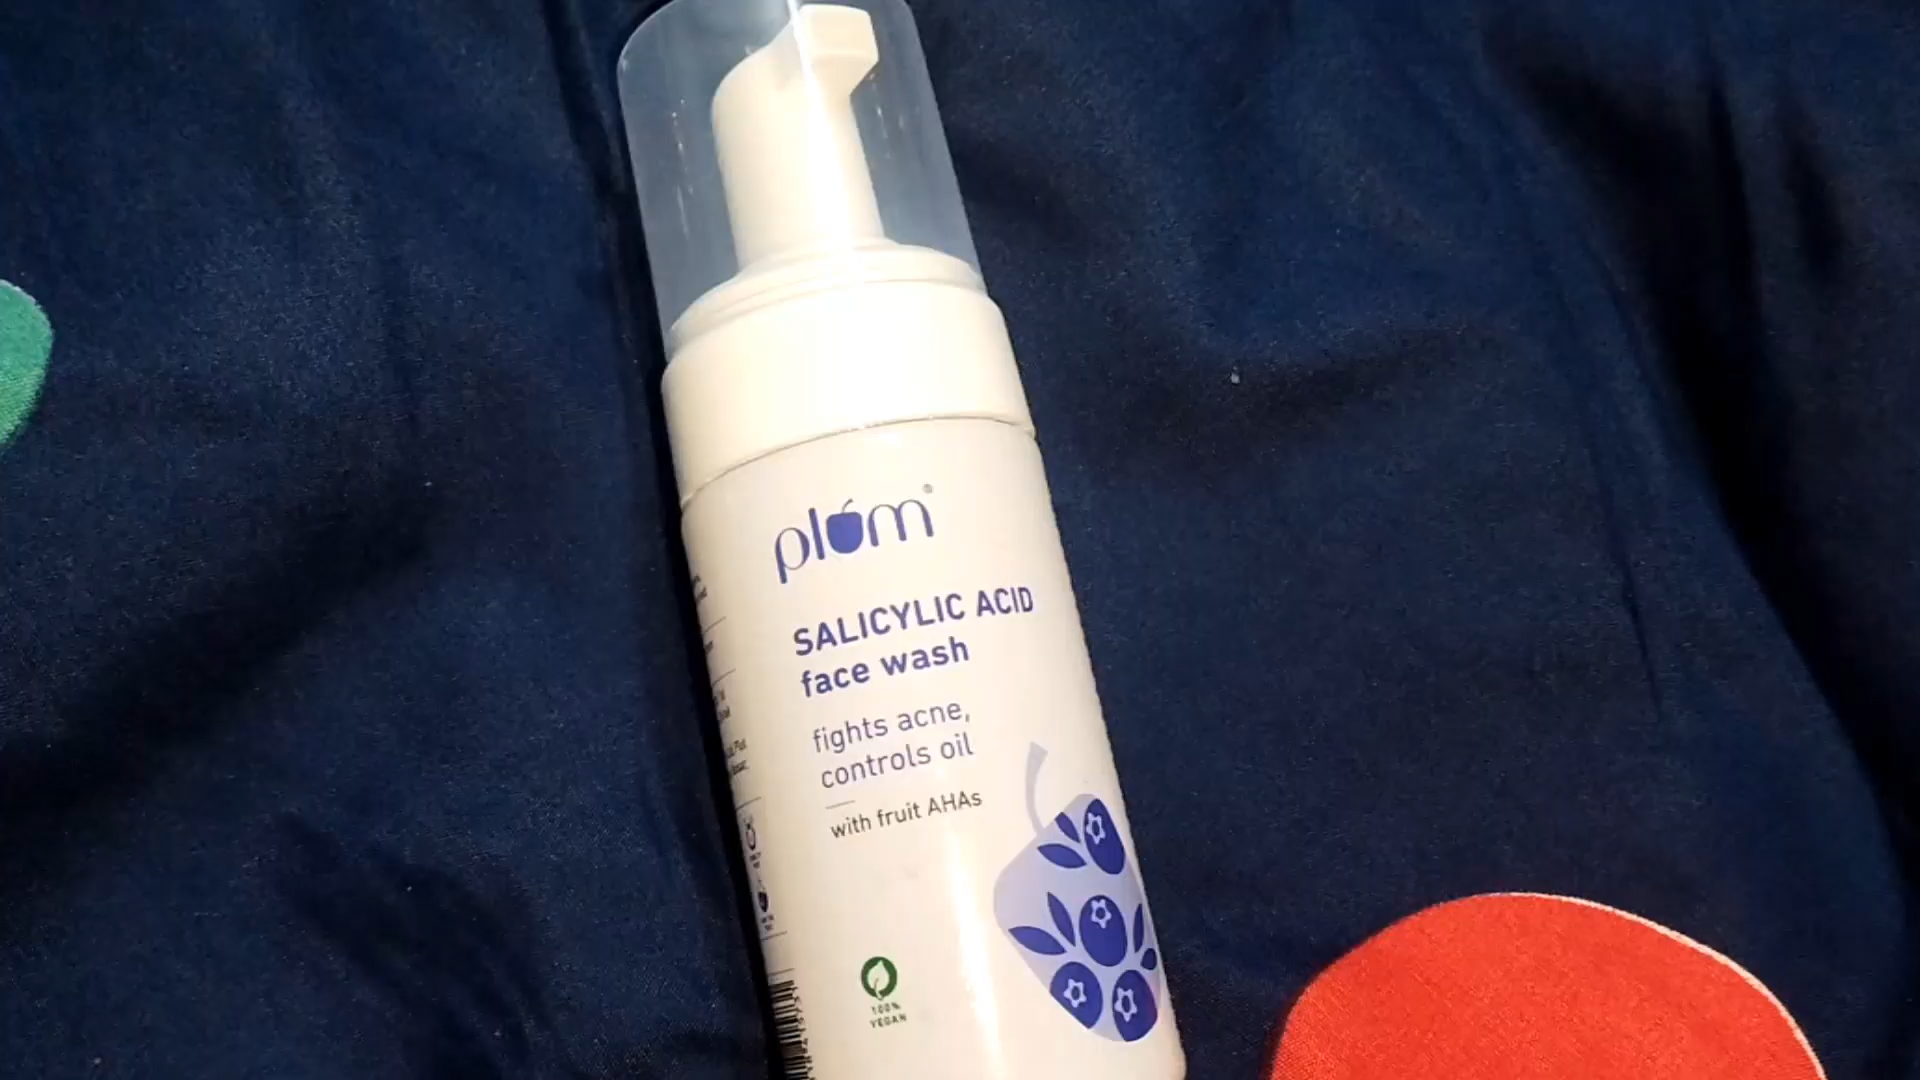 plum®
SALICYLIC ACID
face wash
fights acne,
controls oil
with fruit AHAs
100%
VEGAN